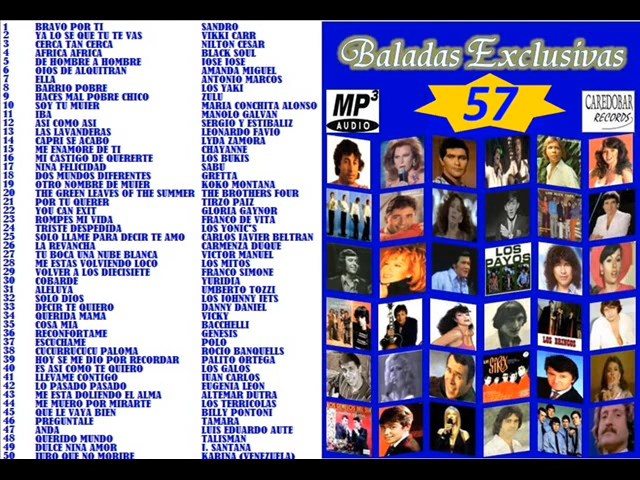 1 BRAVO POR TI SANDRO
2 YA LO SE QUE TU TE VAS VIKKI CARR
3 CERCA TAN CERCA NILTON CESAR
4 AFRICA AFRICA BLACK SOUL
5 DE HOMBRE A HOMBRE JOSE JOSE
6 OJOS DE ALQUITRAN AMANDA MIGUEL
7 ELLA ANTONIO MARCOS
8 BARRIO POBRE LOS YAKI
9 HACES MAL POBRE CHICO ZULU
10 SOY TU MUJER MARIA CONCHITA ALONSO
11 IBA MANOLO GALVAN
12 ASI COMO ASI SERGIO Y ESTIBALIZ
13 LAS LAVANDERAS LEONARDO FAVIO
14 CAPRI SE ACABO LYDA ZAMORA
15 ME ENAMORE DE TI CHAYANNE
16 MI CASTIGO DE QUERERTE LOS BUKIS
17 NINA FELICIDAD SABU
18 DOS MUNDOS DIFERENTES GRETTA
19 OTRO NOMBRE DE MUJER KOKO MONTANA
20 THE GREEN LEAVES OF THE SUMMER THE BROTHERS FOUR
21 POR TU QUERER TIRZO PAIZ
22 YOU CAN EXIT GLORIA GAYNOR
23 ROMPES MI VIDA FRANCO DE VITA
24 TRISTE DESPEDIDA LOS YONIC'S
25 SOLO LLAME PARA DECIR TE AMO CARLOS JAVIER BELTRAN
26 LA REVANCHA CARMENZA DUQUE
27 TU BOCA UNA NUBE BLANCA VICTOR MANUEL
28 ME ESTAS VOLVIENDO LOCO LOS MITOS
29 VOLVER A LOS DIECISIETE FRANCO SIMONE
30 COBARDE YURIDIA
31 ALELUYA UMBERTO TOZZI
32 SOLO DIOS LOS JOHNNY JETS
33 DECIR TE QUIERO DANNY DANIEL
34 QUERIDA MAMA VICKY
35 COSA MIA BACCHELLI
36 RECONFORTAME GENESIS
37 ESCUCHAME POLO
38 CUCURRUCUCU PALOMA ROCIO BANQUELLS
39 HOY SE ME DIO POR RECORDAR PALITO ORTEGA
40 ES ASI COMO TE QUIERO LOS GALOS
41 LLEVAME CONTIGO JUAN CARLOS
42 LO PASADO PASADO EUGENIA LEON
43 ME ESTA DOLIENDO EL ALMA ALTEMAR DUTRA
44 ME MUERO POR MIRARTE LOS TERRICOLAS
45 QUE LE VAYA BIEN BILLY PONTONI
46 PREGUNTALE TAMARA
47 ANDA LUIS EDUARDO AUTE
48 QUERIDO MUNDO TALISMAN
49 DULCE NINA AMOR J. SANTANA
50 JURO QUE NO MORIRE KARINA (VENEZUELA)
Baladas Exclusivas
57
MP3
AUDIO
CAREDOBAR
RECORDS
LOS
PAYOS
LOS BRINCOS